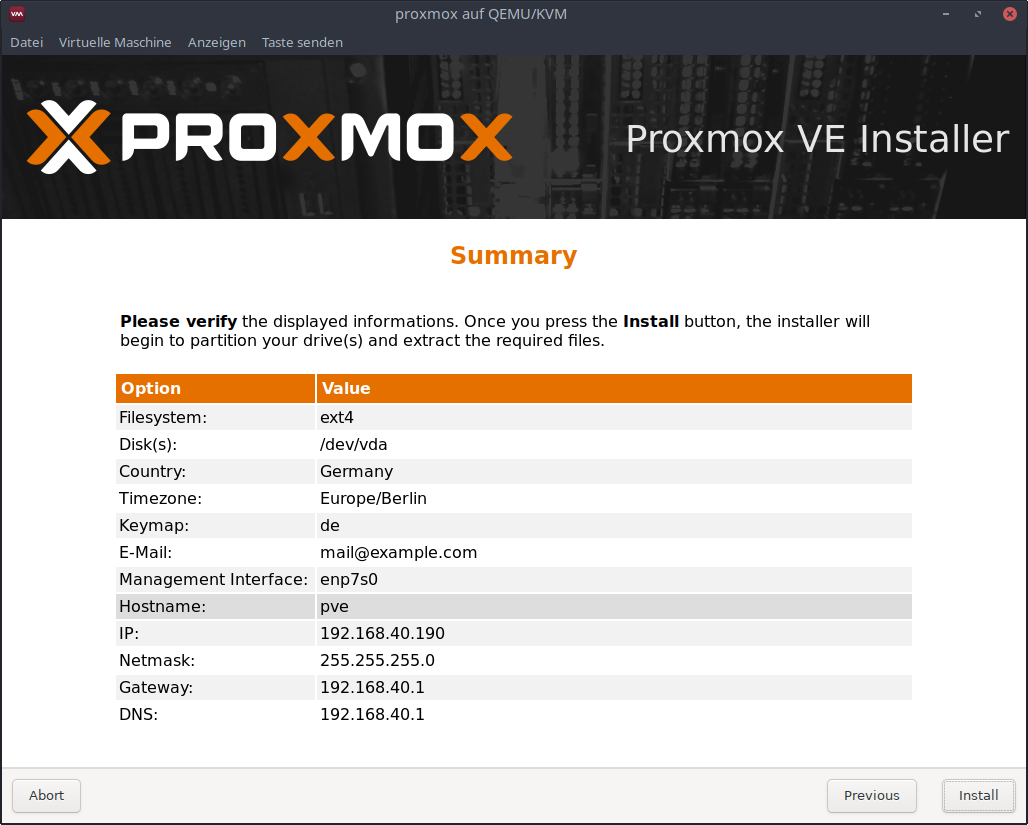 proxmox auf QEMU/KVM
Datei Virtuelle Maschine Anzeigen Taste senden
PROXMOX
Proxmox VE Installer
Summary
Please verify the displayed informations. Once you press the Install button, the installer will
begin to partition your drive(s) and extract the required files.
Option Value
Filesystem: ext4
Disk(s): /dev/vda
Country: Germany
Timezone: Europe/Berlin
Keymap: de
E-Mail: mail@example.com
Management Interface: enp7s0
Hostname: pve
IP: 192.168.40.190
Netmask: 255.255.255.0
Gateway: 192.168.40.1
DNS: 192.168.40.1
Abort Previous Install